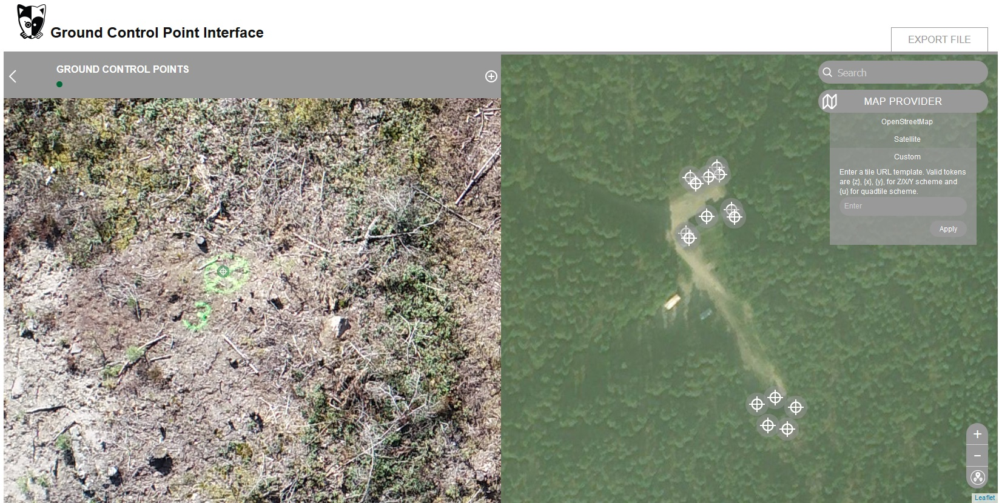 Ground Control Point Interface
EXPORT FILE
GROUND CONTROL POINTS
3
Search
MAP PROVIDER
OpenStreetMap
Satellite
Custom
Enter a tile URL template. Valid tokens
are {z}, {x}, {y}, for Z/X/Y scheme and
{u} for quadtile scheme.
Enter
Apply
+
−
Leaflet